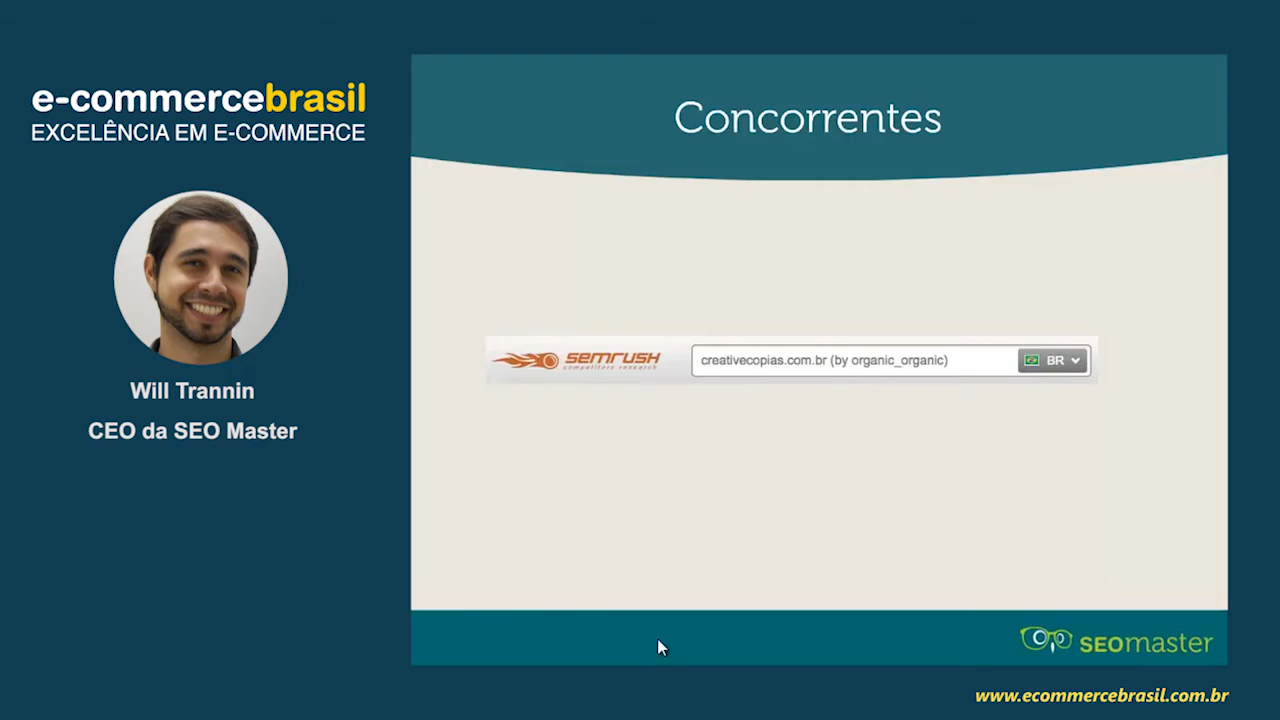 e-commercebrasil
EXCELÊNCIA EM E-COMMERCE
Will Trannin
CEO da SEO Master
Concorrentes
semrush
competitors research
creativecopias.com.br (by organic_organic)
BR
SEOmaster
www.ecommercebrasil.com.br